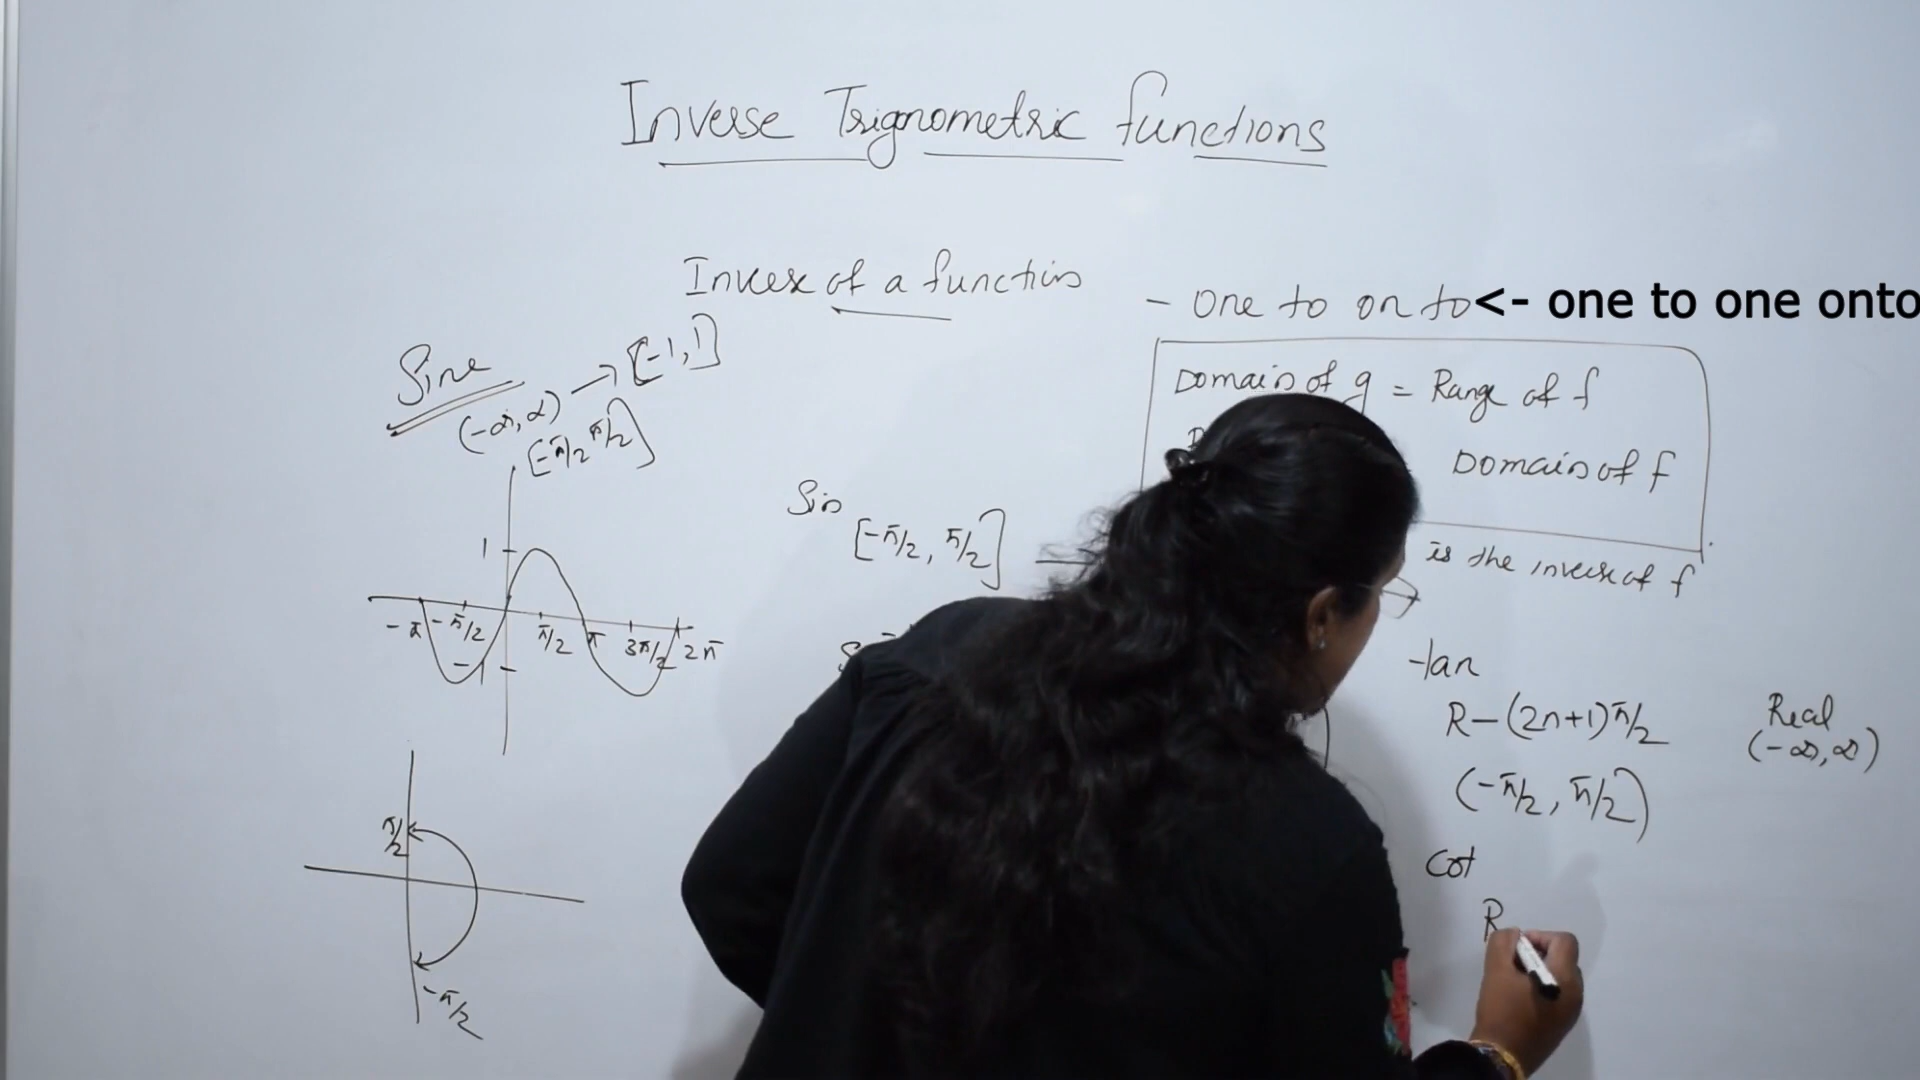 Inverse Trignometric functions
Inverse of a function
- one to on to<- one to one onto
Sine
(-∞,∞) → [-1,1]
[-π/2 π/2]
1
-π -π/2 π/2 π 3π/2 2π
-1
π/2
-π/2
Sin
[-π/2, π/2]
Domain of g = Range of f
Domain of f
is the inverse of f
tan
R-(2n+1)π/2
Real
(-∞,∞)
(-π/2, π/2)
Cot
R